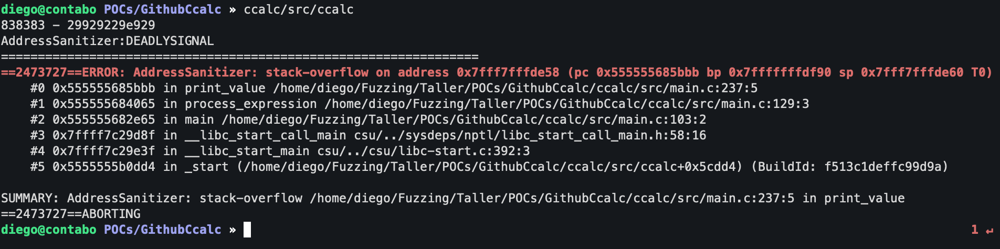 diego@contabo POCs/GithubCcalc » ccalc/src/ccalc
838383 - 29929229e929
AddressSanitizer:DEADLYSIGNAL
=================================================================
==2473727==ERROR: AddressSanitizer: stack-overflow on address 0x7fff7fffde58 (pc 0x555555685bbb bp 0x7fffffffdf90 sp 0x7fff7fffde60 T0)
    #0 0x555555685bbb in print_value /home/diego/Fuzzing/Taller/POCs/GithubCcalc/ccalc/src/main.c:237:5
    #1 0x555555684065 in process_expression /home/diego/Fuzzing/Taller/POCs/GithubCcalc/ccalc/src/main.c:129:3
    #2 0x555555682e65 in main /home/diego/Fuzzing/Taller/POCs/GithubCcalc/ccalc/src/main.c:103:2
    #3 0x7ffff7c29d8f in __libc_start_call_main csu/../sysdeps/nptl/libc_start_call_main.h:58:16
    #4 0x7ffff7c29e3f in __libc_start_main csu/../csu/libc-start.c:392:3
    #5 0x5555555b0dd4 in _start (/home/diego/Fuzzing/Taller/POCs/GithubCcalc/ccalc/src/ccalc+0x5cdd4) (BuildId: f513c1deffc99d9a)
SUMMARY: AddressSanitizer: stack-overflow /home/diego/Fuzzing/Taller/POCs/GithubCcalc/ccalc/src/main.c:237:5 in print_value
==2473727==ABORTING
diego@contabo POCs/GithubCcalc » 1 ↵